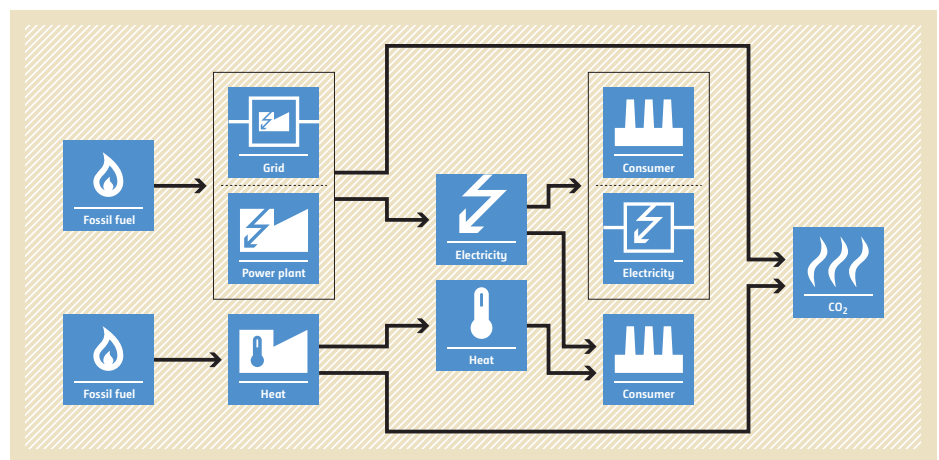 Grid
Consumer
Fossil fuel
Power plant
Electricity
Electricity
CO2
Heat
Fossil fuel
Heat
Consumer